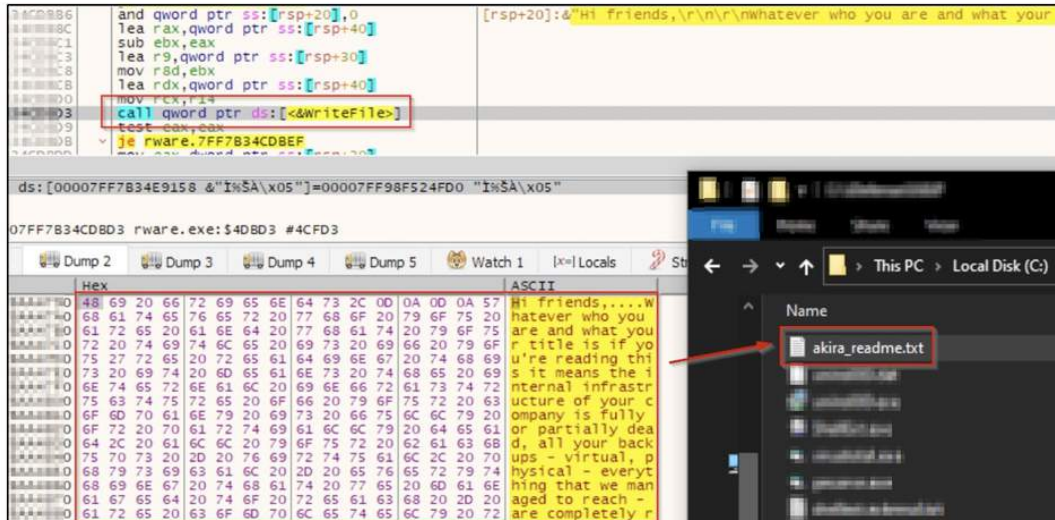 and qword ptr ss:[rsp+20],0 [rsp+20]:&"Hi friends,\r\n\r\nWhatever who you are and what your
lea rax,qword ptr ss:[rsp+40]
sub ebx,eax
lea r9,qword ptr ss:[rsp+30]
mov r8d,ebx
lea rdx,qword ptr ss:[rsp+40]
mov rcx,r14
call qword ptr ds:[<&WriteFile>]
test eax,eax
je rware.7FF7B34CDBEF
ds:[00007FF7B34E9158 &"Ì%ŠÀ\x05"]=00007FF98F524FD0 "Ì%ŠÀ\x05"
07FF7B34CDBD3 rware.exe:$4DBD3 #4CFD3
Dump 2 Dump 3 Dump 4 Dump 5 Watch 1 [x=] Locals
Hex ASCII
48 69 20 66 72 69 65 6E 64 73 2C 0D 0A 0D 0A 57 Hi friends,....W
68 61 74 65 76 65 72 20 77 68 6F 20 79 6F 75 20 hatever who you
61 72 65 20 61 6E 64 20 77 68 61 74 20 79 6F 75 are and what you
72 20 74 69 74 6C 65 20 69 73 20 69 66 20 79 6F r title is if yo
75 27 72 65 20 72 65 61 64 69 6E 67 20 74 68 69 u're reading thi
73 20 69 74 20 6D 65 61 6E 73 20 74 68 65 20 69 s it means the i
6E 74 65 72 6E 61 6C 20 69 6E 66 72 61 73 74 72 nternal infrastr
75 63 74 75 72 65 20 6F 66 20 79 6F 75 72 20 63 ucture of your c
6F 6D 70 61 6E 79 20 69 73 20 66 75 6C 6C 79 20 ompany is fully
6F 72 20 70 61 72 74 69 61 6C 6C 79 20 64 65 61 or partially dea
64 2C 20 61 6C 6C 20 79 6F 75 72 20 62 61 63 6B d, all your back
75 70 73 20 2D 20 76 69 72 74 75 61 6C 2C 20 70 ups - virtual, p
68 79 73 69 63 61 6C 20 2D 20 65 76 65 72 79 74 hysical - everyt
68 69 6E 67 20 74 68 61 74 20 77 65 20 6D 61 6E hing that we man
61 67 65 64 20 74 6F 20 72 65 61 63 68 20 2D 20 aged to reach -
61 72 65 20 63 6F 6D 70 6C 65 74 65 6C 79 20 72 are completely r
This PC > Local Disk (C:)
Name
akira_readme.txt